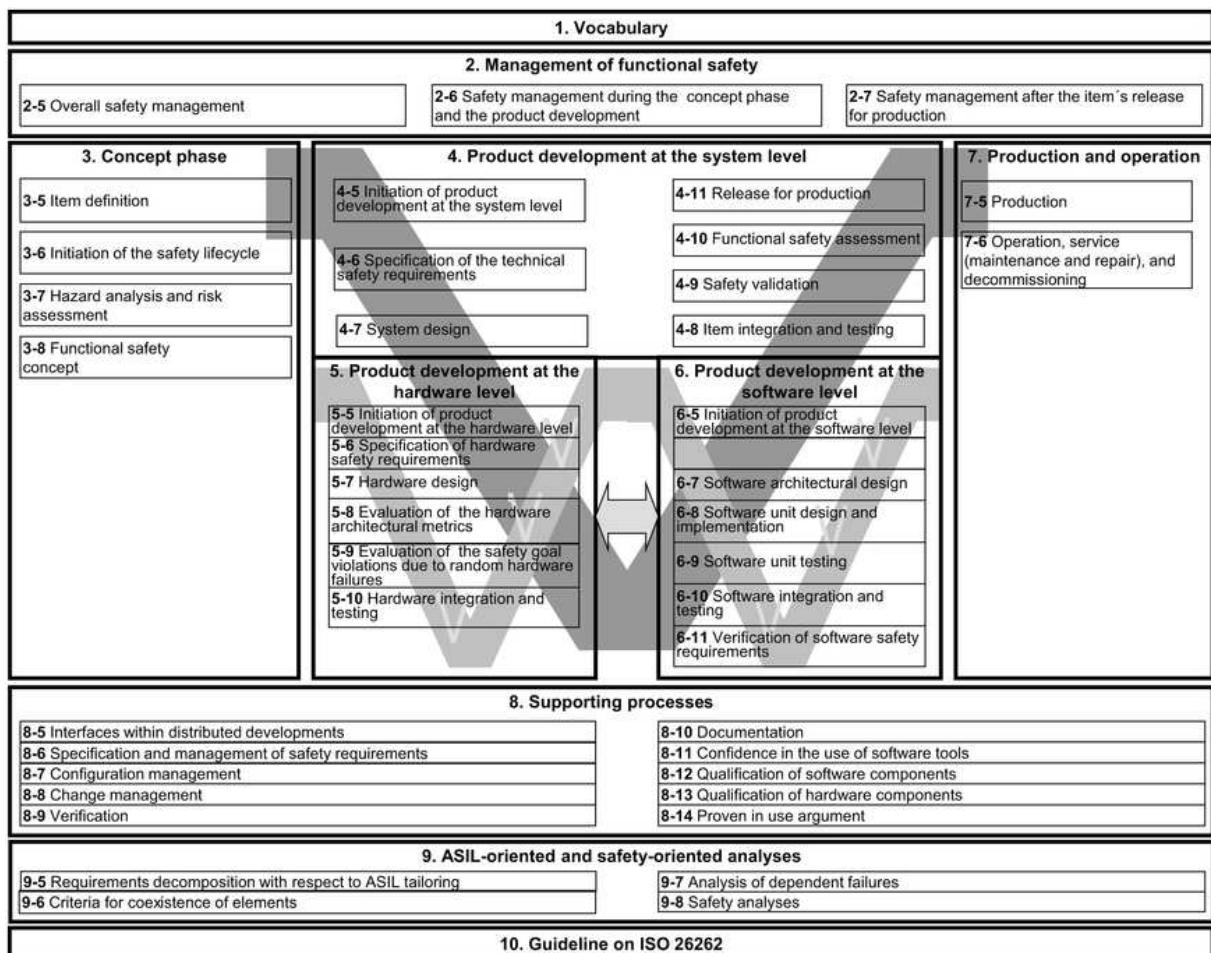 1. Vocabulary
2. Management of functional safety
2-5 Overall safety management
2-6 Safety management during the concept phase
and the product development
2-7 Safety management after the item´s release
for production
3. Concept phase
3-5 Item definition
3-6 Initiation of the safety lifecycle
3-7 Hazard analysis and risk
assessment
3-8 Functional safety
concept
4. Product development at the system level
4-5 Initiation of product
development at the system level
4-6 Specification of the technical
safety requirements
4-7 System design
4-11 Release for production
4-10 Functional safety assessment
4-9 Safety validation
4-8 Item integration and testing
7. Production and operation
7-5 Production
7-6 Operation, service
(maintenance and repair), and
decommissioning
5. Product development at the
hardware level
5-5 Initiation of product
development at the hardware level
5-6 Specification of hardware
safety requirements
5-7 Hardware design
5-8 Evaluation of the hardware
architectural metrics
5-9 Evaluation of the safety goal
violations due to random hardware
failures
5-10 Hardware integration and
testing
6. Product development at the
software level
6-5 Initiation of product
development at the software level
6-7 Software architectural design
6-8 Software unit design and
implementation
6-9 Software unit testing
6-10 Software integration and
testing
6-11 Verification of software safety
requirements
8. Supporting processes
8-5 Interfaces within distributed developments
8-6 Specification and management of safety requirements
8-7 Configuration management
8-8 Change management
8-9 Verification
8-10 Documentation
8-11 Confidence in the use of software tools
8-12 Qualification of software components
8-13 Qualification of hardware components
8-14 Proven in use argument
9. ASIL-oriented and safety-oriented analyses
9-5 Requirements decomposition with respect to ASIL tailoring
9-6 Criteria for coexistence of elements
9-7 Analysis of dependent failures
9-8 Safety analyses
10. Guideline on ISO 26262